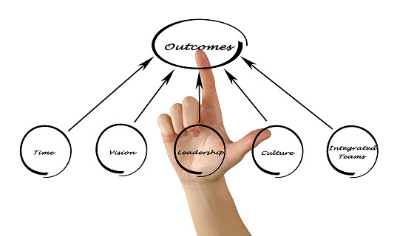 Outcomes
Time
Vision
Leadership
Culture
Integrated
Teams